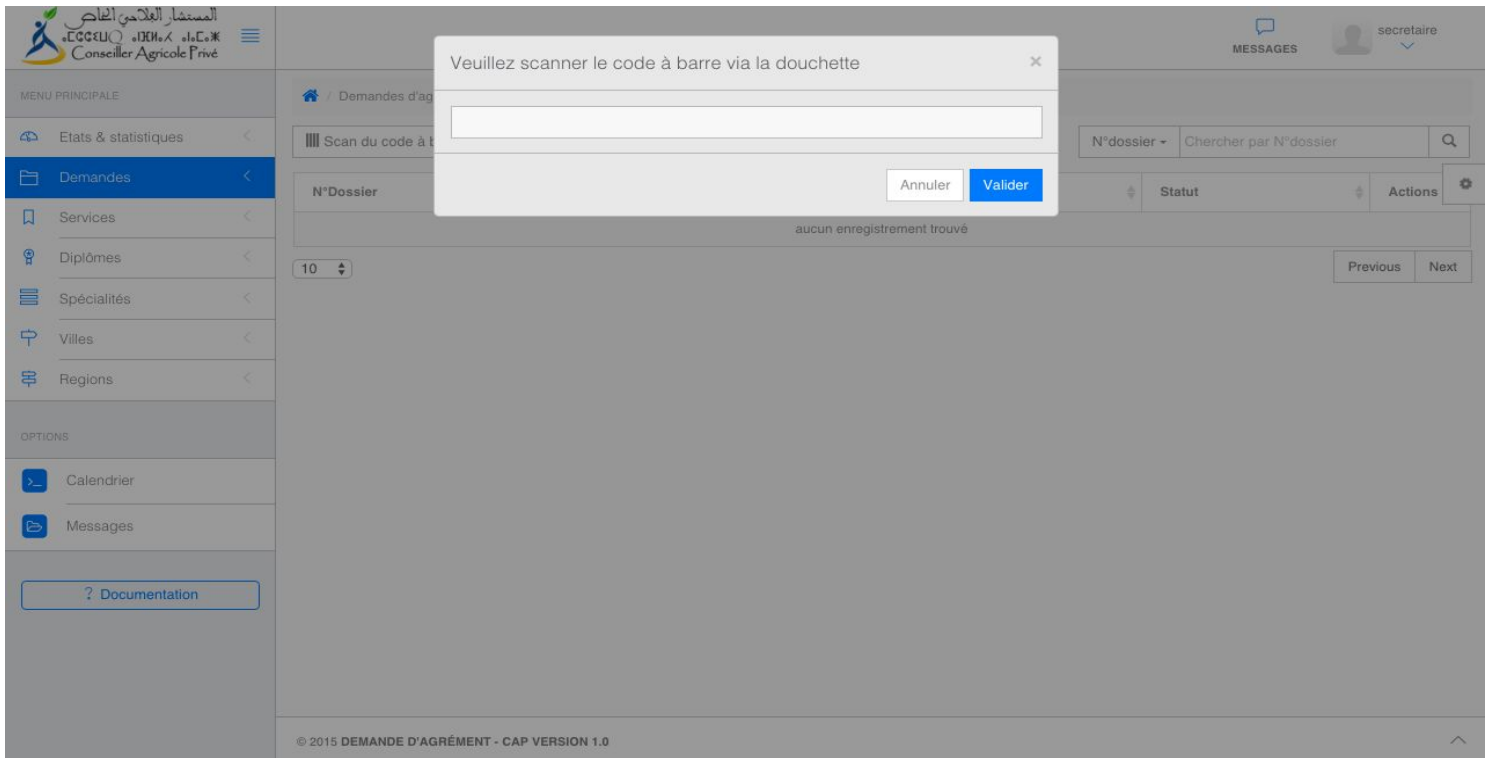 المستشار الفلاحي الخاص
ⴰⵎⵛⵛⵉⵡⵕ ⴰⴼⵍⵍⴰⵃ ⴰⵏⴰⵎⴰⵥ
Conseiller Agricole Privé
MESSAGES
secretaire
Veuillez scanner le code à barre via la douchette
×
Annuler
Valider
MENU PRINCIPALE
Etats & statistiques
Demandes
Services
Diplômes
Spécialités
Villes
Regions
OPTIONS
Calendrier
Messages
? Documentation
/ Demandes d'ag
Scan du code à b
N°dossier
Chercher par N°dossier
N°Dossier
Statut
Actions
aucun enregistrement trouvé
10
Previous
Next
© 2015 DEMANDE D'AGRÉMENT - CAP VERSION 1.0